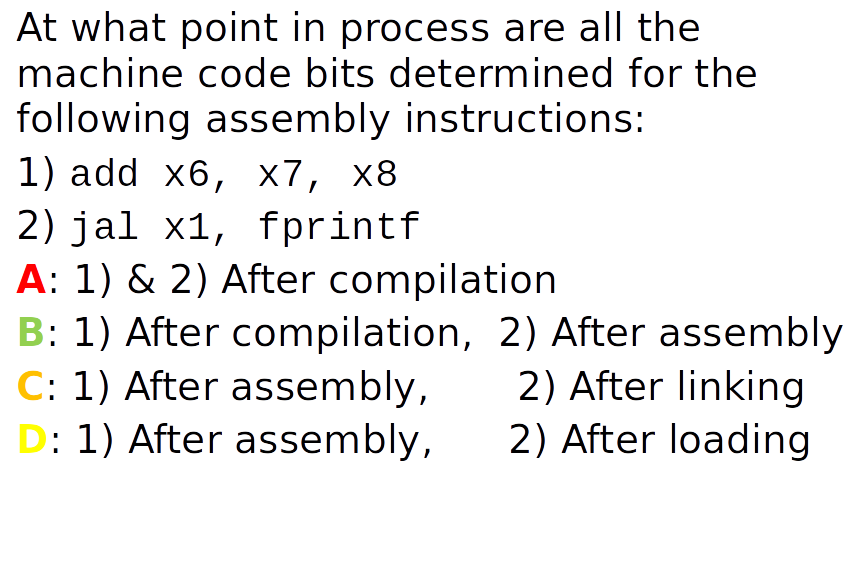 At what point in process are all the
machine code bits determined for the
following assembly instructions:
1) add x6, x7, x8
2) jal x1, fprintf
A: 1) & 2) After compilation
B: 1) After compilation, 2) After assembly
C: 1) After assembly, 2) After linking
D: 1) After assembly, 2) After loading